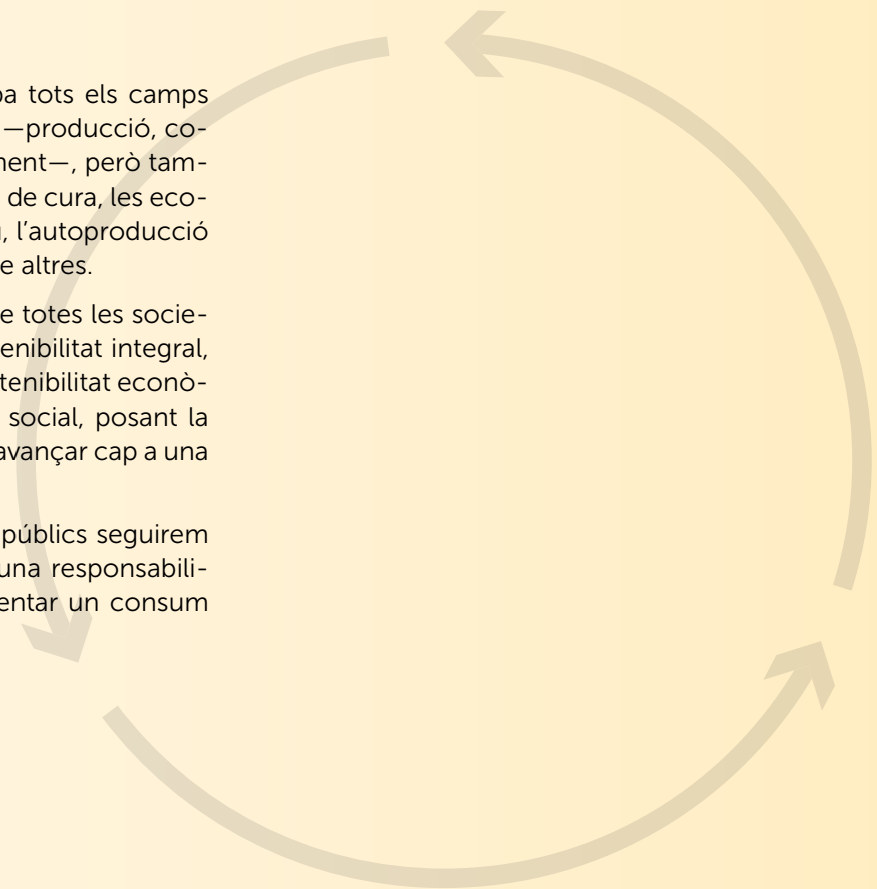 tots els camps
—producció, co-
ment—, però tam-
de cura, les eco-
l'autoproducció
e altres.
e totes les socie-
enibilitat integral,
tenibilitat econò-
social, posant la
avançar cap a una
públics seguirem
una responsabili-
entar un consum